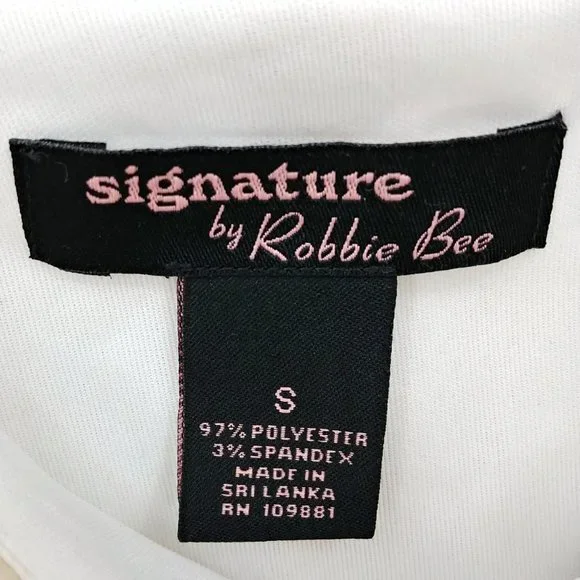 signature
by Robbie Bee
S
97% POLYESTER
3% SPANDEX
MADE IN
SRI LANKA
RN 109881